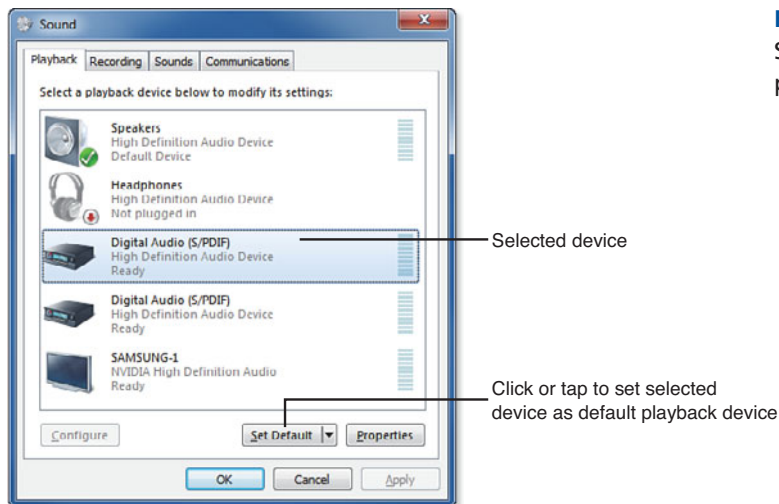 Sound
Playback Recording Sounds Communications
Select a playback device below to modify its settings:
Speakers
High Definition Audio Device
Default Device
Headphones
High Definition Audio Device
Not plugged in
Digital Audio (S/PDIF)
High Definition Audio Device
Ready
Selected device
Digital Audio (S/PDIF)
High Definition Audio Device
Ready
SAMSUNG-1
NVIDIA High Definition Audio
Ready
Click or tap to set selected
device as default playback device
Configure Set Default Properties
OK Cancel Apply